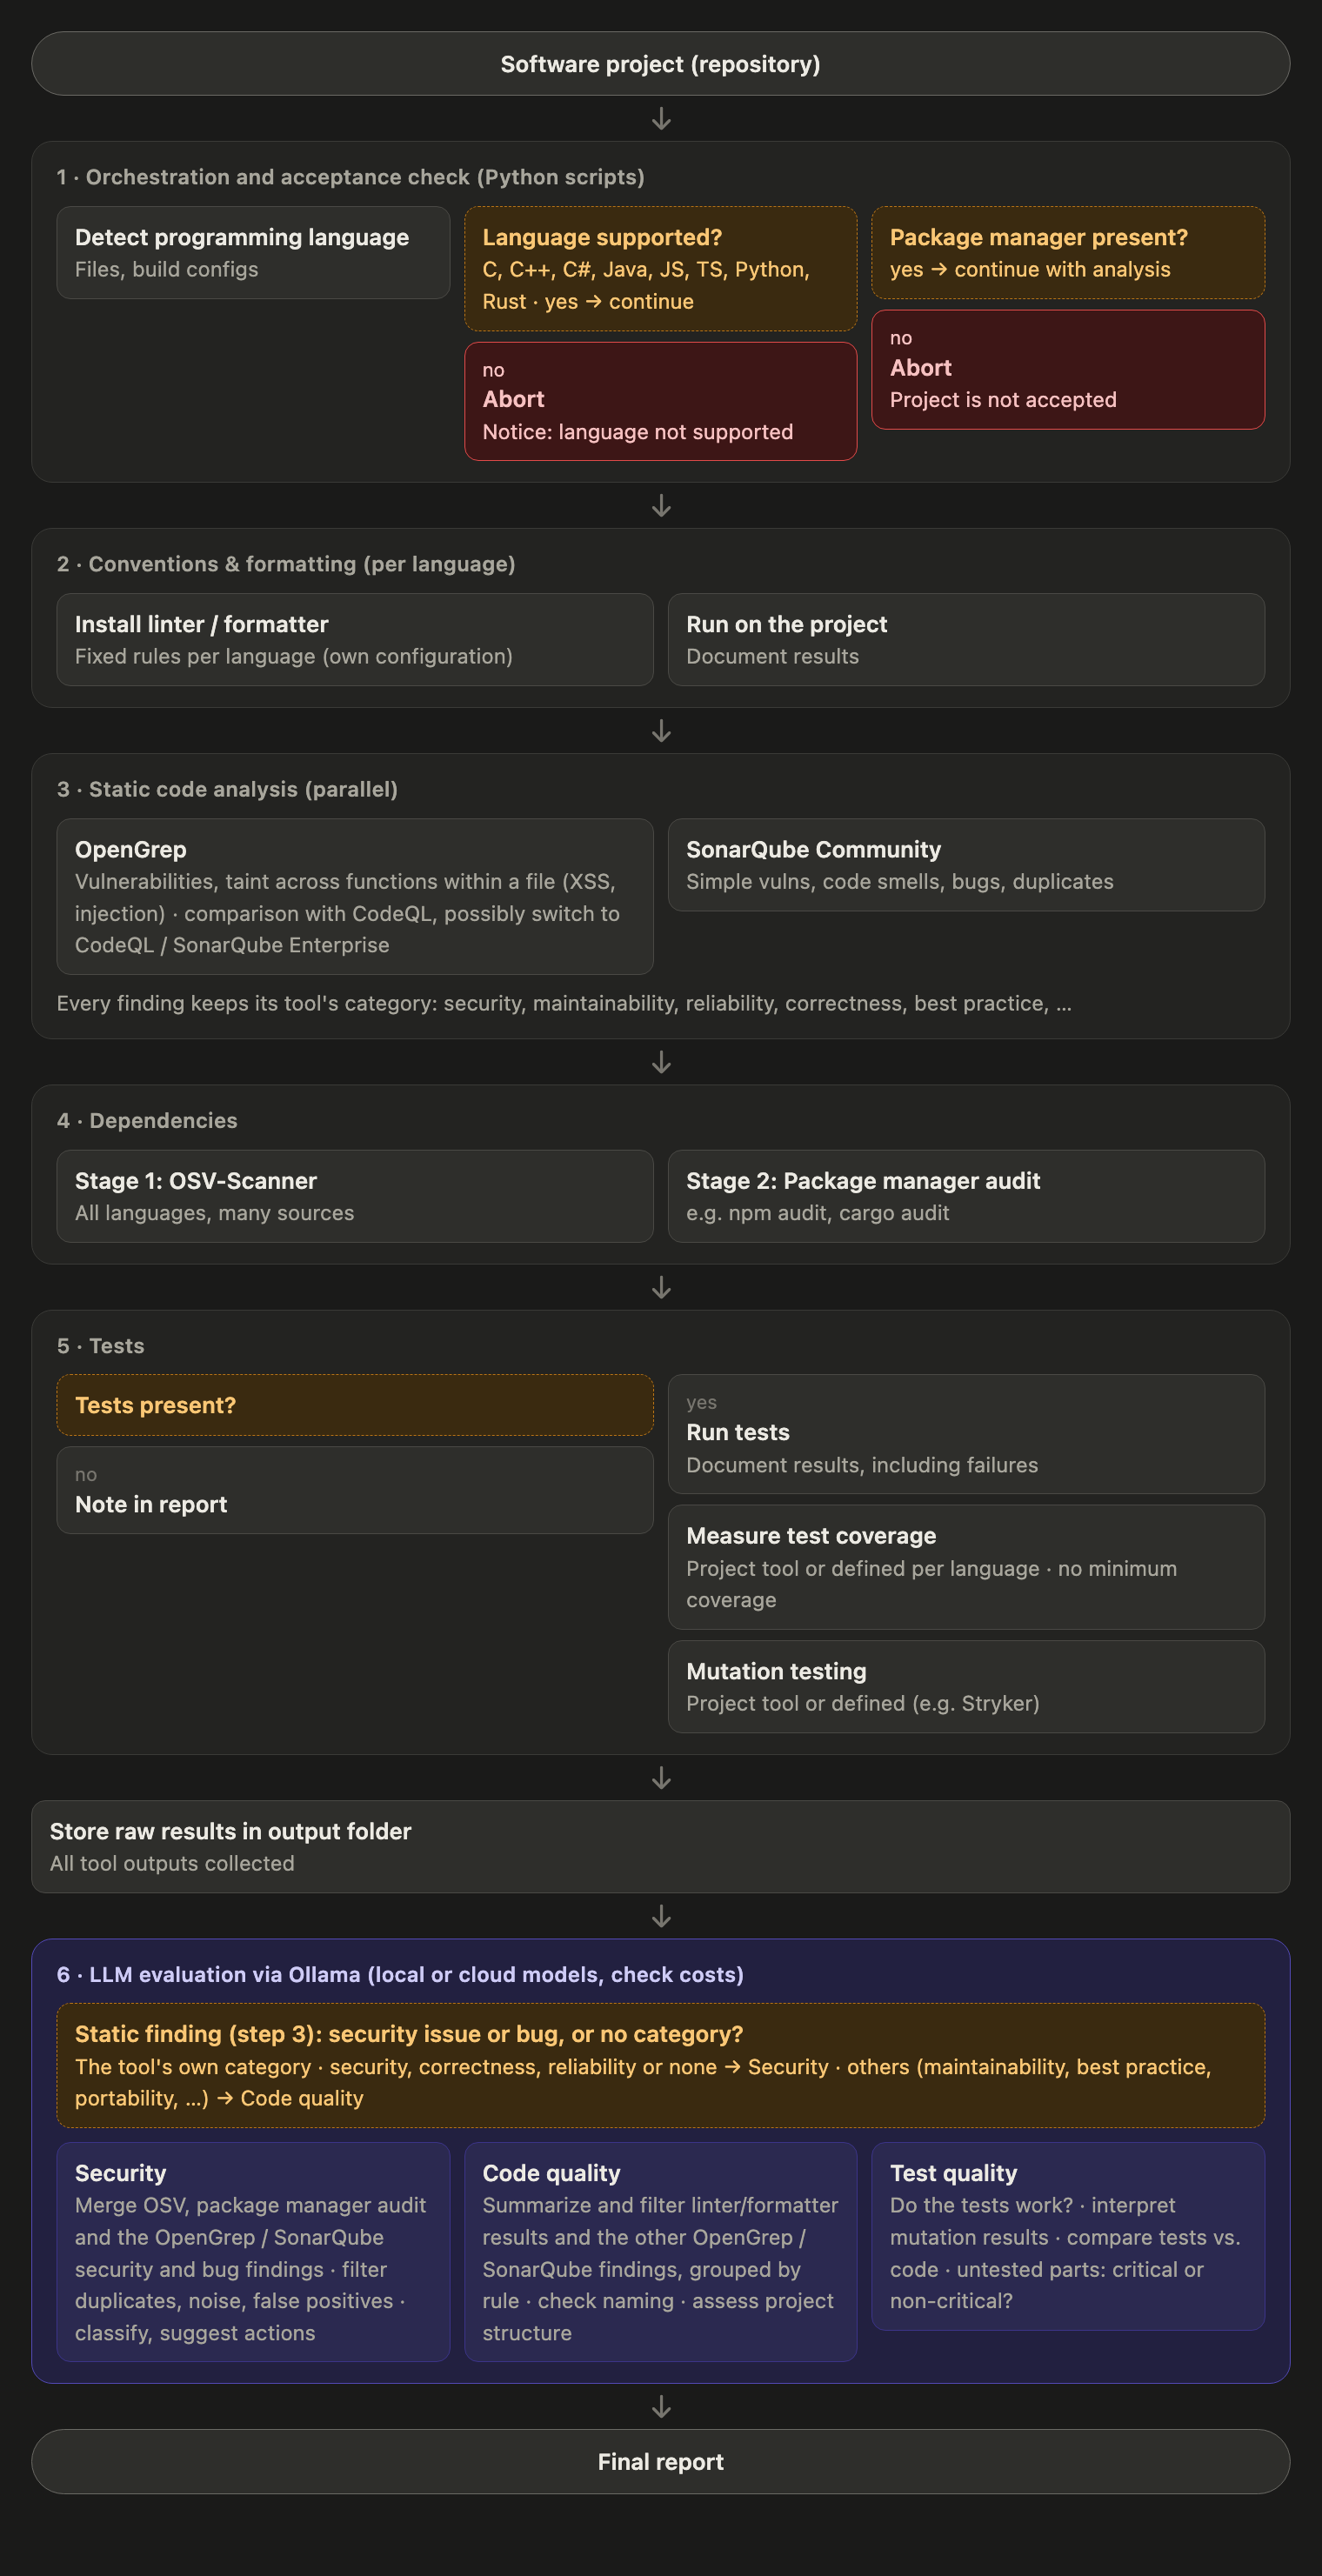 Software project (repository)
↓
1 · Orchestration and acceptance check (Python scripts)
Detect programming language
Files, build configs
Language supported?
C, C++, C#, Java, JS, TS, Python,
Rust · yes → continue
no
Abort
Notice: language not supported
Package manager present?
yes → continue with analysis
no
Abort
Project is not accepted
↓
2 · Conventions & formatting (per language)
Install linter / formatter
Fixed rules per language (own configuration)
Run on the project
Document results
↓
3 · Static code analysis (parallel)
OpenGrep
Vulnerabilities, taint across functions within a file (XSS,
injection) · comparison with CodeQL, possibly switch to
CodeQL / SonarQube Enterprise
SonarQube Community
Simple vulns, code smells, bugs, duplicates
Every finding keeps its tool's category: security, maintainability, reliability, correctness, best practice, ...
↓
4 · Dependencies
Stage 1: OSV-Scanner
All languages, many sources
Stage 2: Package manager audit
e.g. npm audit, cargo audit
↓
5 · Tests
Tests present?
no
Note in report
yes
Run tests
Document results, including failures
Measure test coverage
Project tool or defined per language · no minimum
coverage
Mutation testing
Project tool or defined (e.g. Stryker)
↓
Store raw results in output folder
All tool outputs collected
↓
6 · LLM evaluation via Ollama (local or cloud models, check costs)
Static finding (step 3): security issue or bug, or no category?
The tool's own category · security, correctness, reliability or none → Security · others (maintainability, best practice,
portability, ...) → Code quality
Security
Merge OSV, package manager audit
and the OpenGrep / SonarQube
security and bug findings · filter
duplicates, noise, false positives ·
classify, suggest actions
Code quality
Summarize and filter linter/formatter
results and the other OpenGrep /
SonarQube findings, grouped by
rule · check naming · assess project
structure
Test quality
Do the tests work? · interpret
mutation results · compare tests vs.
code · untested parts: critical or
non-critical?
↓
Final report